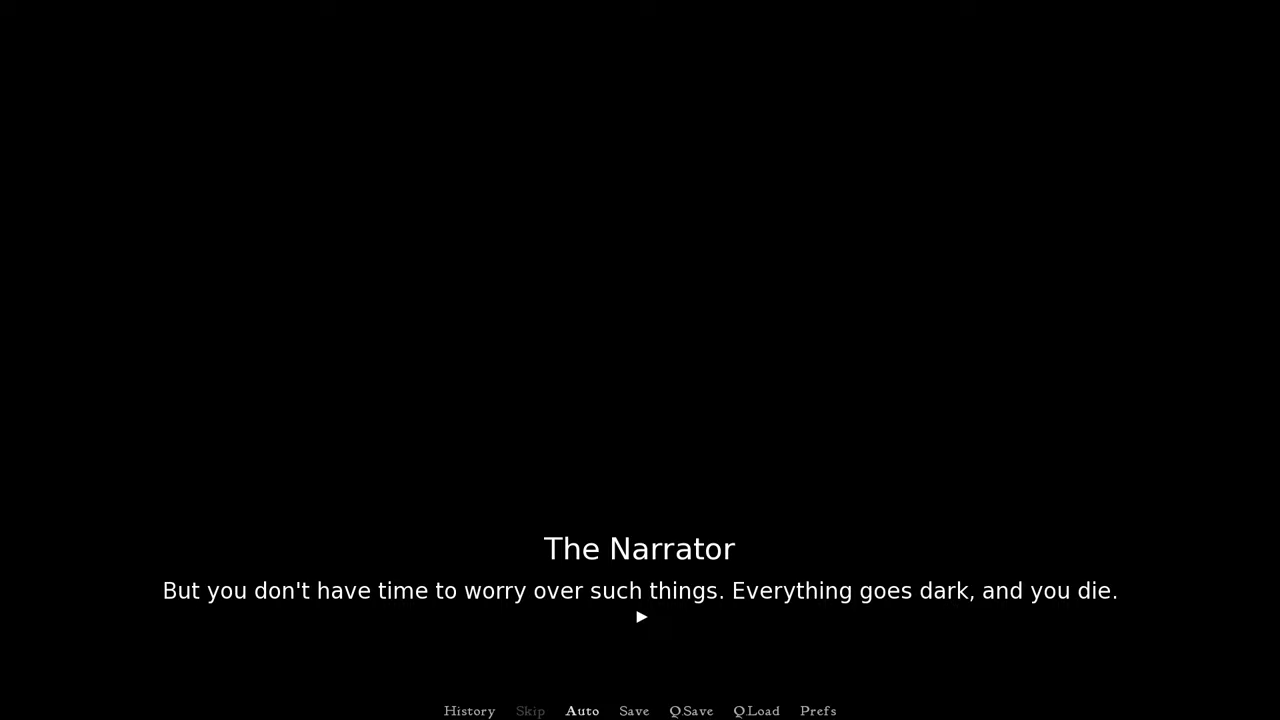 The Narrator
But you don't have time to worry over such things. Everything goes dark, and you die.
History Skip Auto Save Q.Save Q.Load Prefs